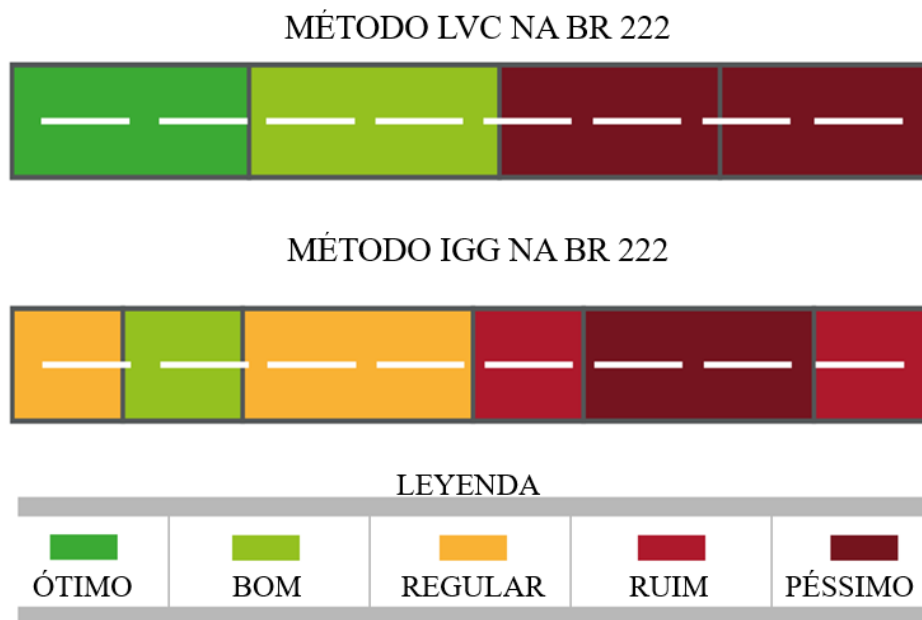 MÉTODO LVC NA BR 222
MÉTODO IGG NA BR 222
LEYENDA
ÓTIMO BOM REGULAR RUIM PÉSSIMO